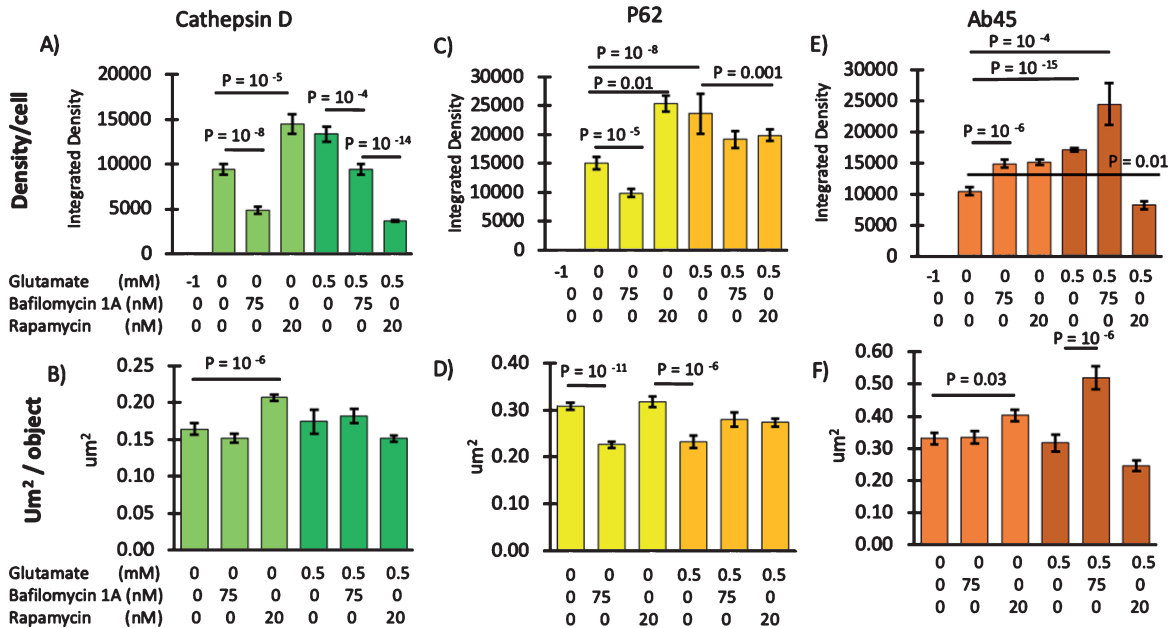 Cathepsin D
P62
Ab45
Density/cell
A)
Integrated Density
20000
15000
10000
5000
0
P = 10 -5
P = 10 -8
P = 10 -4
P = 10 -14
C)
Integrated Density
30000
25000
20000
15000
10000
5000
0
P = 10 -8
P = 0.01
P = 0.001
P = 10 -5
E)
Integrated Density
30000
25000
20000
15000
10000
5000
0
P = 10 -4
P = 10 -15
P = 10 -6
P = 0.01
Glutamate (mM) -1 0 0 0 0.5 0.5 0.5 -1 0 0 0 0.5 0.5 0.5 -1 0 0 0 0.5 0.5 0.5
Bafilomycin 1A (nM) 0 0 75 0 0 75 0 0 0 75 0 0 75 0 0 0 75 0 0 75 0
Rapamycin (nM) 0 0 0 20 0 0 20 0 0 0 20 0 0 20 0 0 0 20 0 0 20
Um2 / object
B)
um2
0.25
0.20
0.15
0.10
0.05
0.00
P = 10 -6
D)
um2
0.40
0.30
0.20
0.10
0.00
P = 10 -11
P = 10 -6
F)
um2
0.60
0.50
0.40
0.30
0.20
0.10
0.00
P = 0.03
P = 10 -6
Glutamate (mM) 0 0 0 0.5 0.5 0.5 0 0 0 0.5 0.5 0.5 0 0 0 0.5 0.5 0.5
Bafilomycin 1A (nM) 0 75 0 0 75 0 0 75 0 0 75 0 0 75 0 0 75 0
Rapamycin (nM) 0 0 20 0 0 20 0 0 20 0 0 20 0 0 20 0 0 20